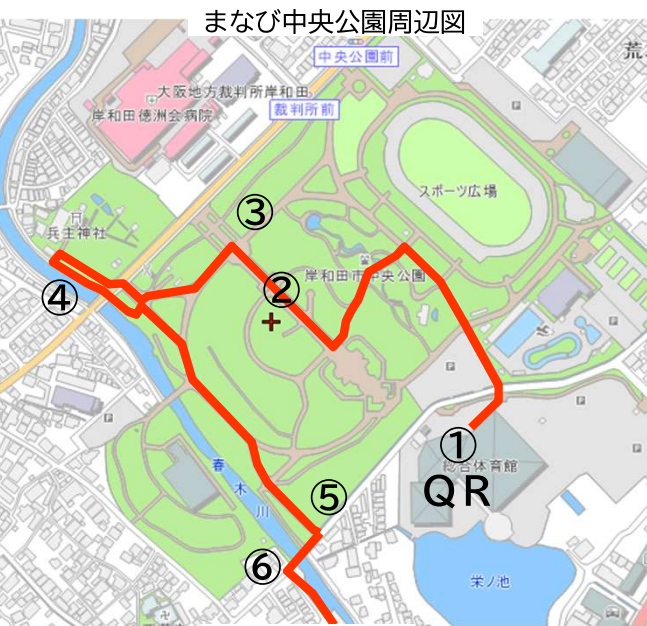 まなび中央公園周辺図
中央公園前
荒
大阪地方裁判所岸和田
岸和田徳洲会病院
裁判所前
P
スポーツ広場
③
兵主神社
岸和田市中央公園
②
④
P
P
P
P
①
総合体育館
P
QR
春木川
⑤
⑥
栄ノ池